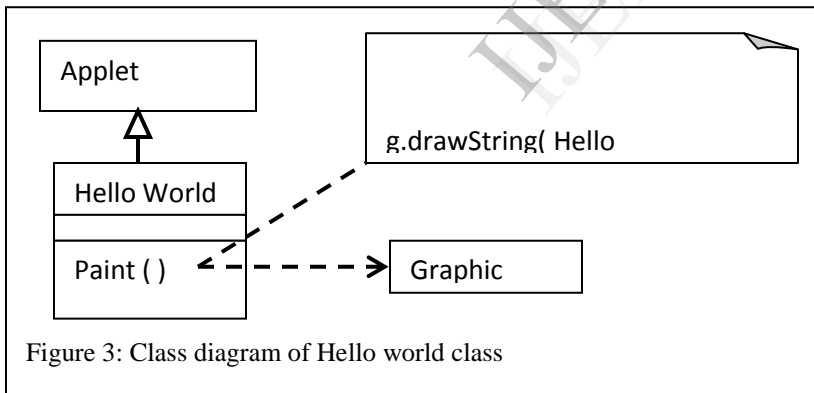 Applet
g.drawString( Hello
Hello World
Paint ( )
Graphic
Figure 3: Class diagram of Hello world class